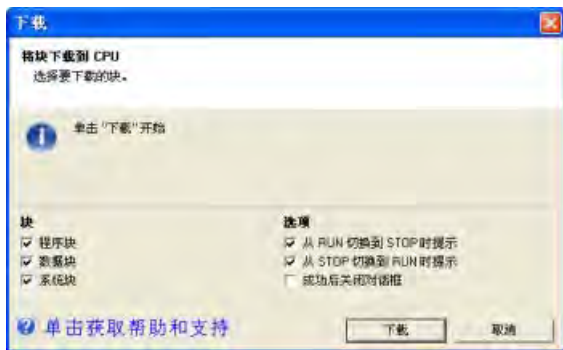 下载
将块下载到 CPU
选择要下载的块。
单击“下载”开始
块
程序块
数据块
系统块
选项
从 RUN 切换到 STOP 时提示
从 STOP 切换到 RUN 时提示
成功后关闭对话框
单击获取帮助和支持
下载
取消